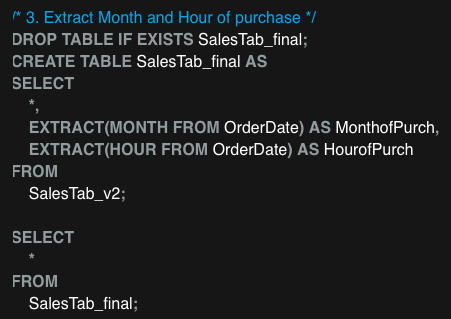 /* 3. Extract Month and Hour of purchase */
DROP TABLE IF EXISTS SalesTab_final;
CREATE TABLE SalesTab_final AS
SELECT
*,
EXTRACT(MONTH FROM OrderDate) AS MonthofPurch,
EXTRACT(HOUR FROM OrderDate) AS HourofPurch
FROM
SalesTab_v2;
SELECT
*
FROM
SalesTab_final;